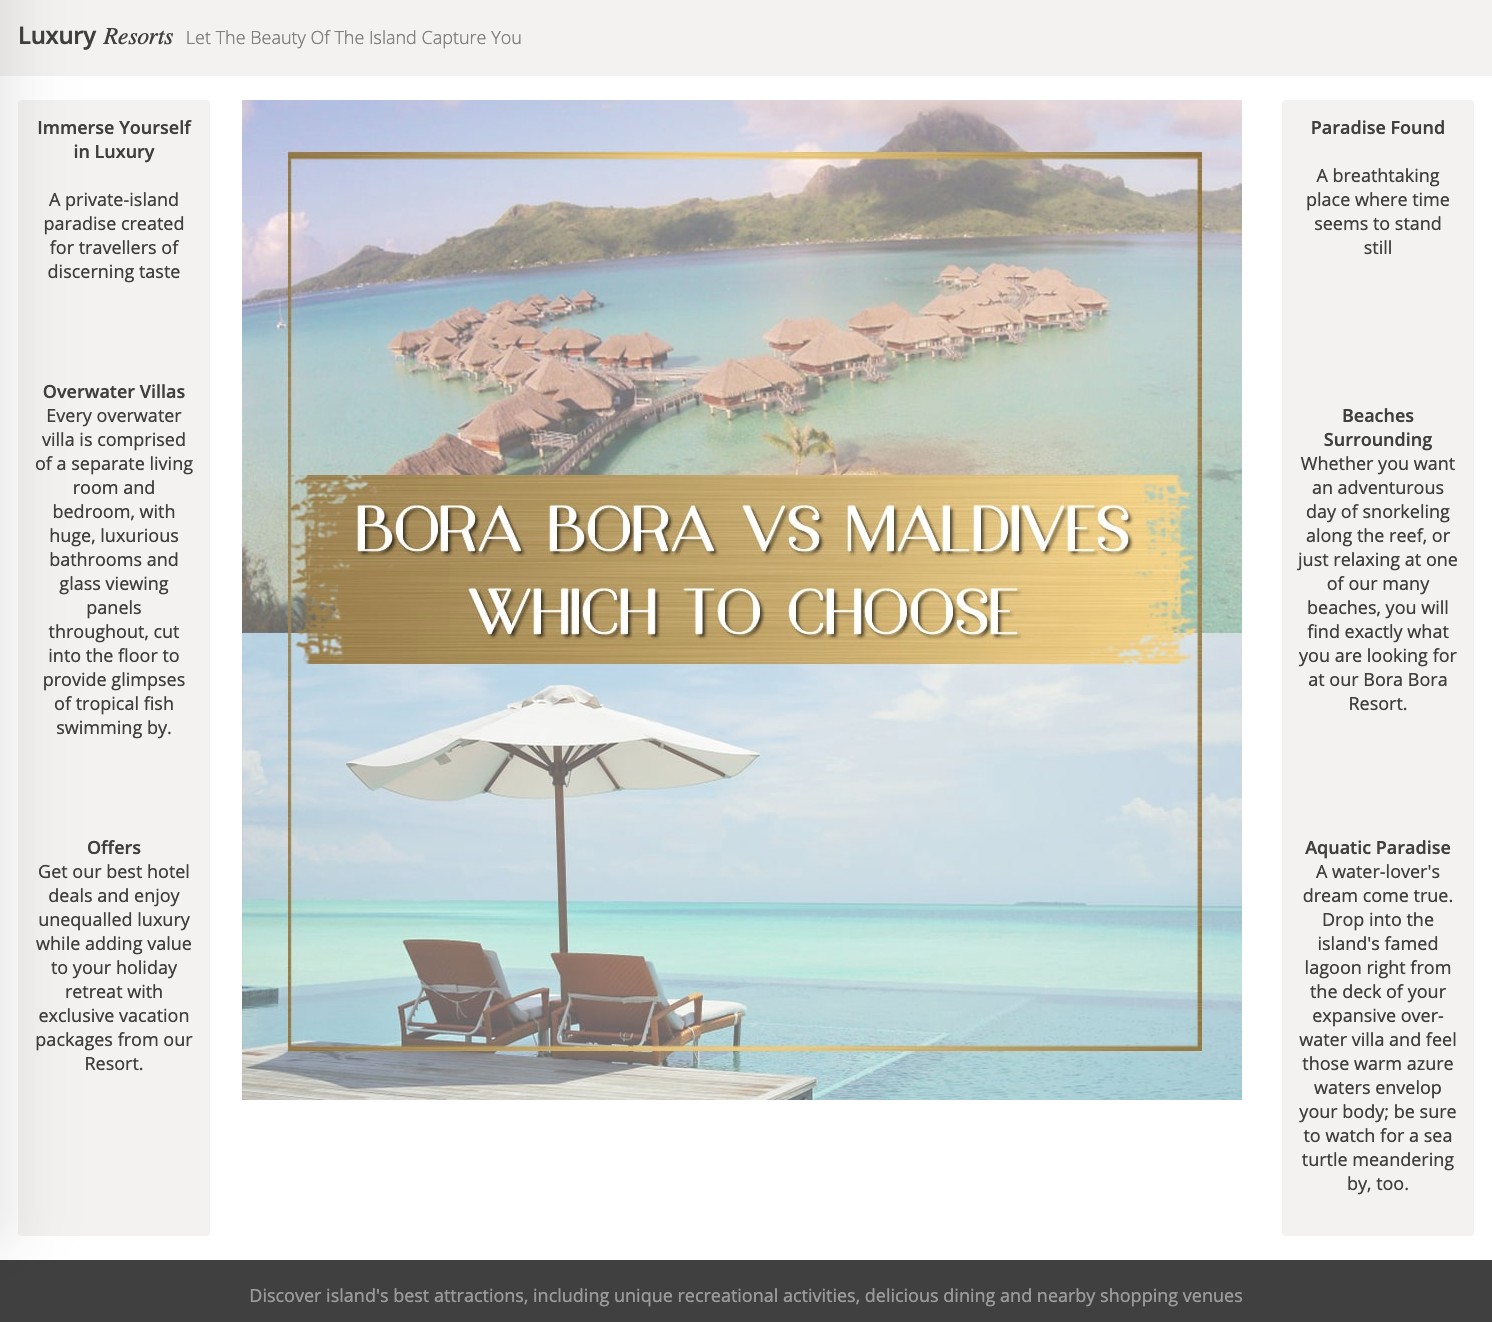 Luxury Resorts Let The Beauty Of The Island Capture You
Immerse Yourself
in Luxury
A private-island
paradise created
for travellers of
discerning taste
Overwater Villas
Every overwater
villa is comprised
of a separate living
room and
bedroom, with
huge, luxurious
bathrooms and
glass viewing
panels
throughout, cut
into the floor to
provide glimpses
of tropical fish
swimming by.
Offers
Get our best hotel
deals and enjoy
unequalled luxury
while adding value
to your holiday
retreat with
exclusive vacation
packages from our
Resort.
BORA BORA VS MALDIVES
WHICH TO CHOOSE
Paradise Found
A breathtaking
place where time
seems to stand
still
Beaches
Surrounding
Whether you want
an adventurous
day of snorkeling
along the reef, or
just relaxing at one
of our many
beaches, you will
find exactly what
you are looking for
at our Bora Bora
Resort.
Aquatic Paradise
A water-lover's
dream come true.
Drop into the
island's famed
lagoon right from
the deck of your
expansive over-
water villa and feel
those warm azure
waters envelop
your body; be sure
to watch for a sea
turtle meandering
by, too.
Discover island's best attractions, including unique recreational activities, delicious dining and nearby shopping venues